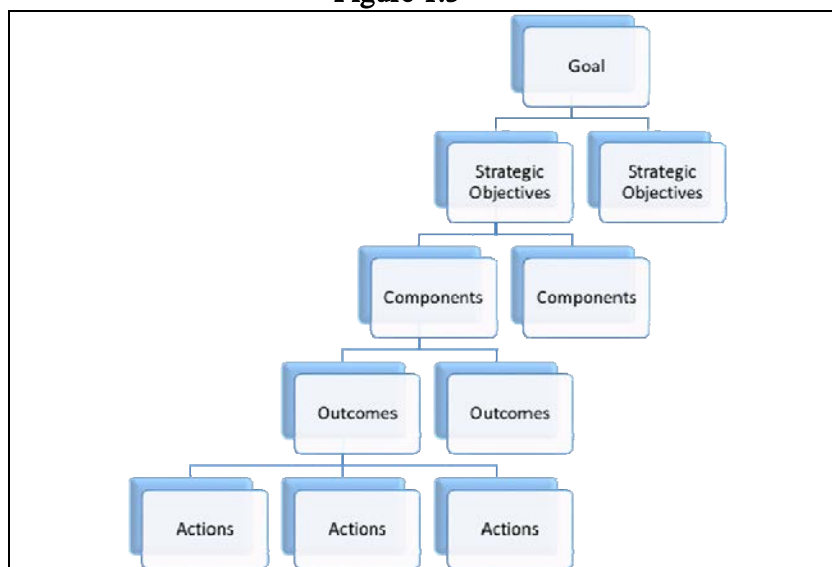 Goal
Strategic
Objectives
Strategic
Objectives
Components
Components
Outcomes
Outcomes
Actions
Actions
Actions